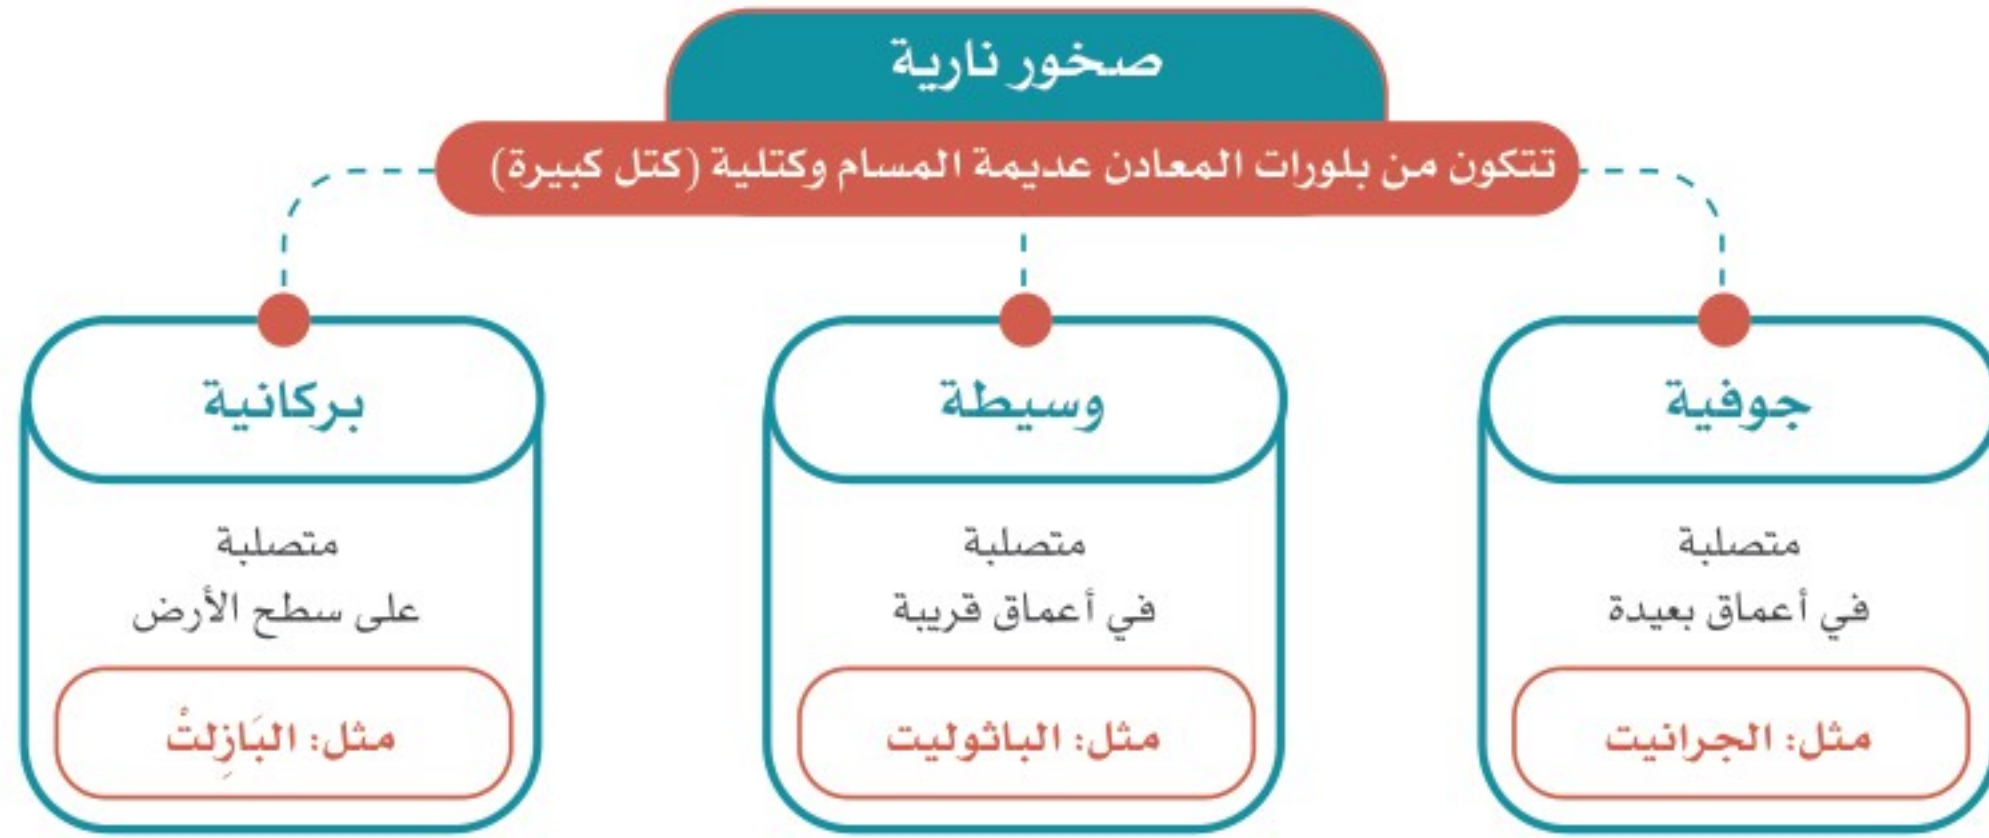 صخور نارية
تتكون من بلورات المعادن عديمة المسام وكتلية (كتل كبيرة)
جوفية
متصلبة
في أعماق بعيدة
مثل: الجرانيت
وسيطة
متصلبة
في أعماق قريبة
مثل: الباثوليت
بركانية
متصلبة
على سطح الأرض
مثل: البَازِلتْ